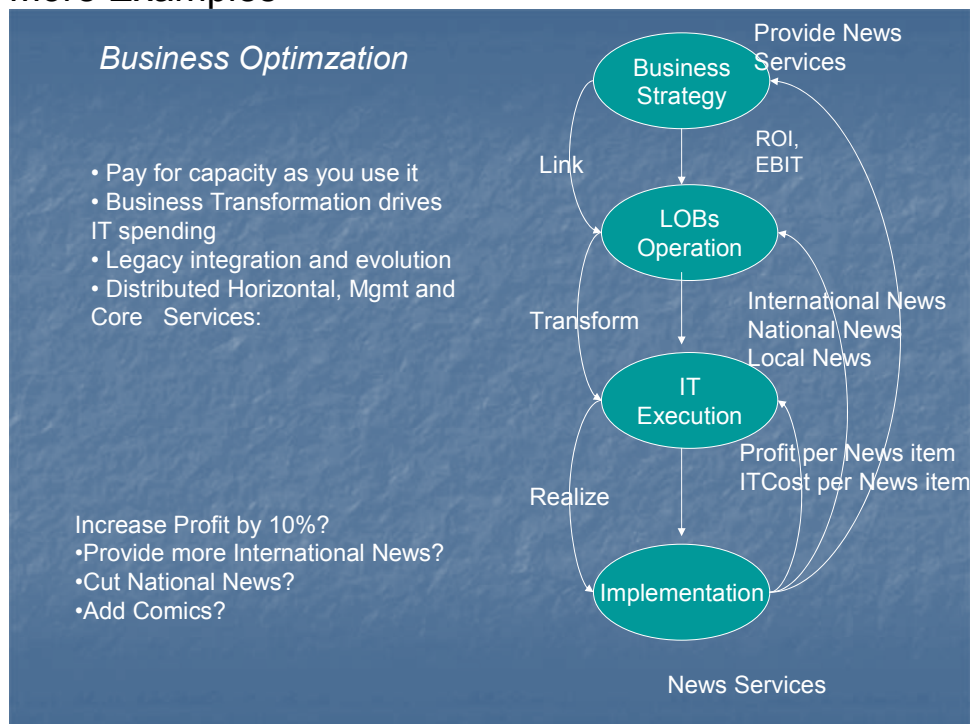 More Examples
Business Optimzation
• Pay for capacity as you use it
• Business Transformation drives
IT spending
• Legacy integration and evolution
• Distributed Horizontal, Mgmt and
Core Services:
Increase Profit by 10%?
•Provide more International News?
•Cut National News?
•Add Comics?
Provide News
Services
Business
Strategy
ROI,
EBIT
Link
LOBs
Operation
International News
National News
Local News
Transform
IT
Execution
Profit per News item
ITCost per News item
Realize
Implementation
News Services